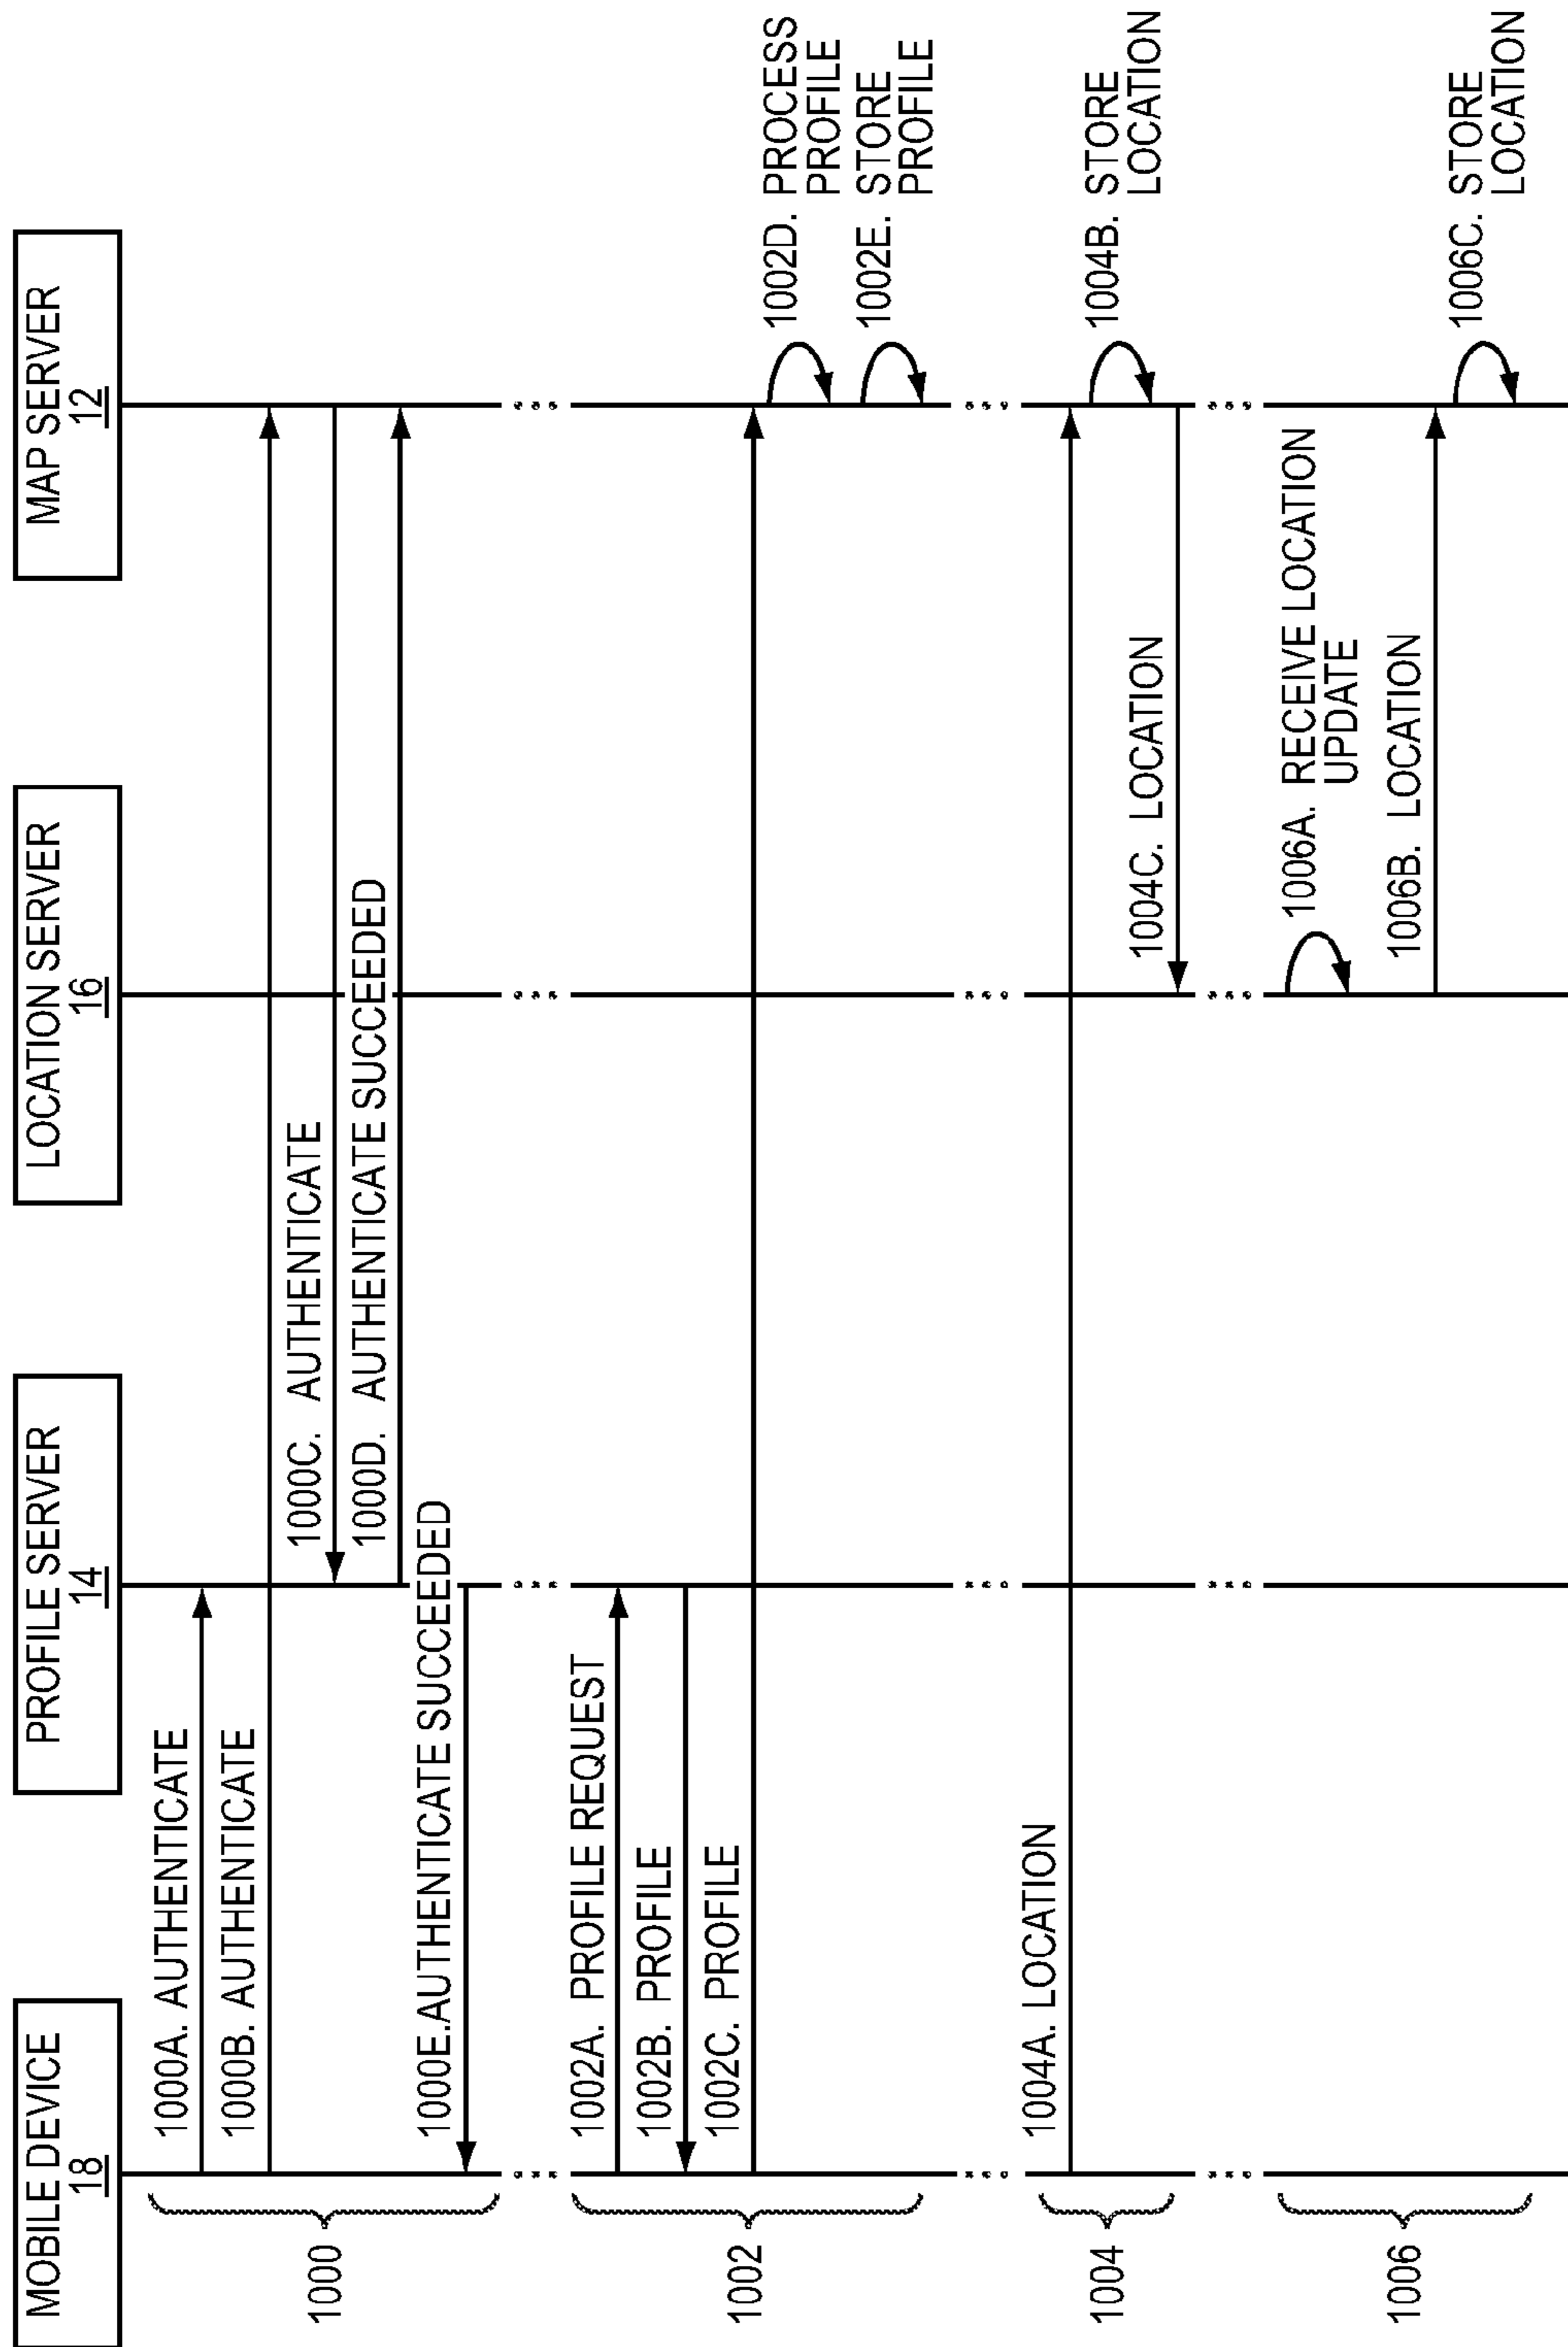 MOBILE DEVICE
18
PROFILE SERVER
14
LOCATION SERVER
16
MAP SERVER
12
1000
1000A. AUTHENTICATE
1000B. AUTHENTICATE
1000C. AUTHENTICATE
1000D. AUTHENTICATE SUCCEEDED
1000E.AUTHENTICATE SUCCEEDED
1002
1002A. PROFILE REQUEST
1002B. PROFILE
1002C. PROFILE
1002D. PROCESS
PROFILE
1002E. STORE
PROFILE
1004
1004A. LOCATION
1004B. STORE
LOCATION
1004C. LOCATION
1006
1006A. RECEIVE LOCATION
UPDATE
1006B. LOCATION
1006C. STORE
LOCATION